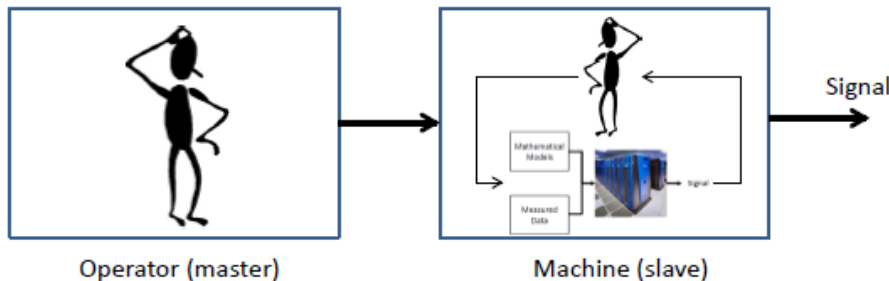 Signal
Mathematical
Models
Signal
Measured
Data
Operator (master)
Machine (slave)